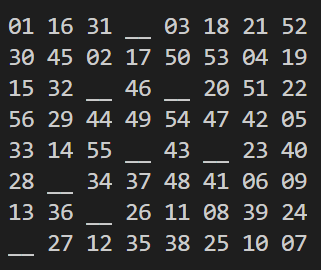 01 16 31 __ 03 18 21 52
30 45 02 17 50 53 04 19
15 32 __ 46 __ 20 51 22
56 29 44 49 54 47 42 05
33 14 55 __ 43 __ 23 40
28 __ 34 37 48 41 06 09
13 36 __ 26 11 08 39 24
__ 27 12 35 38 25 10 07